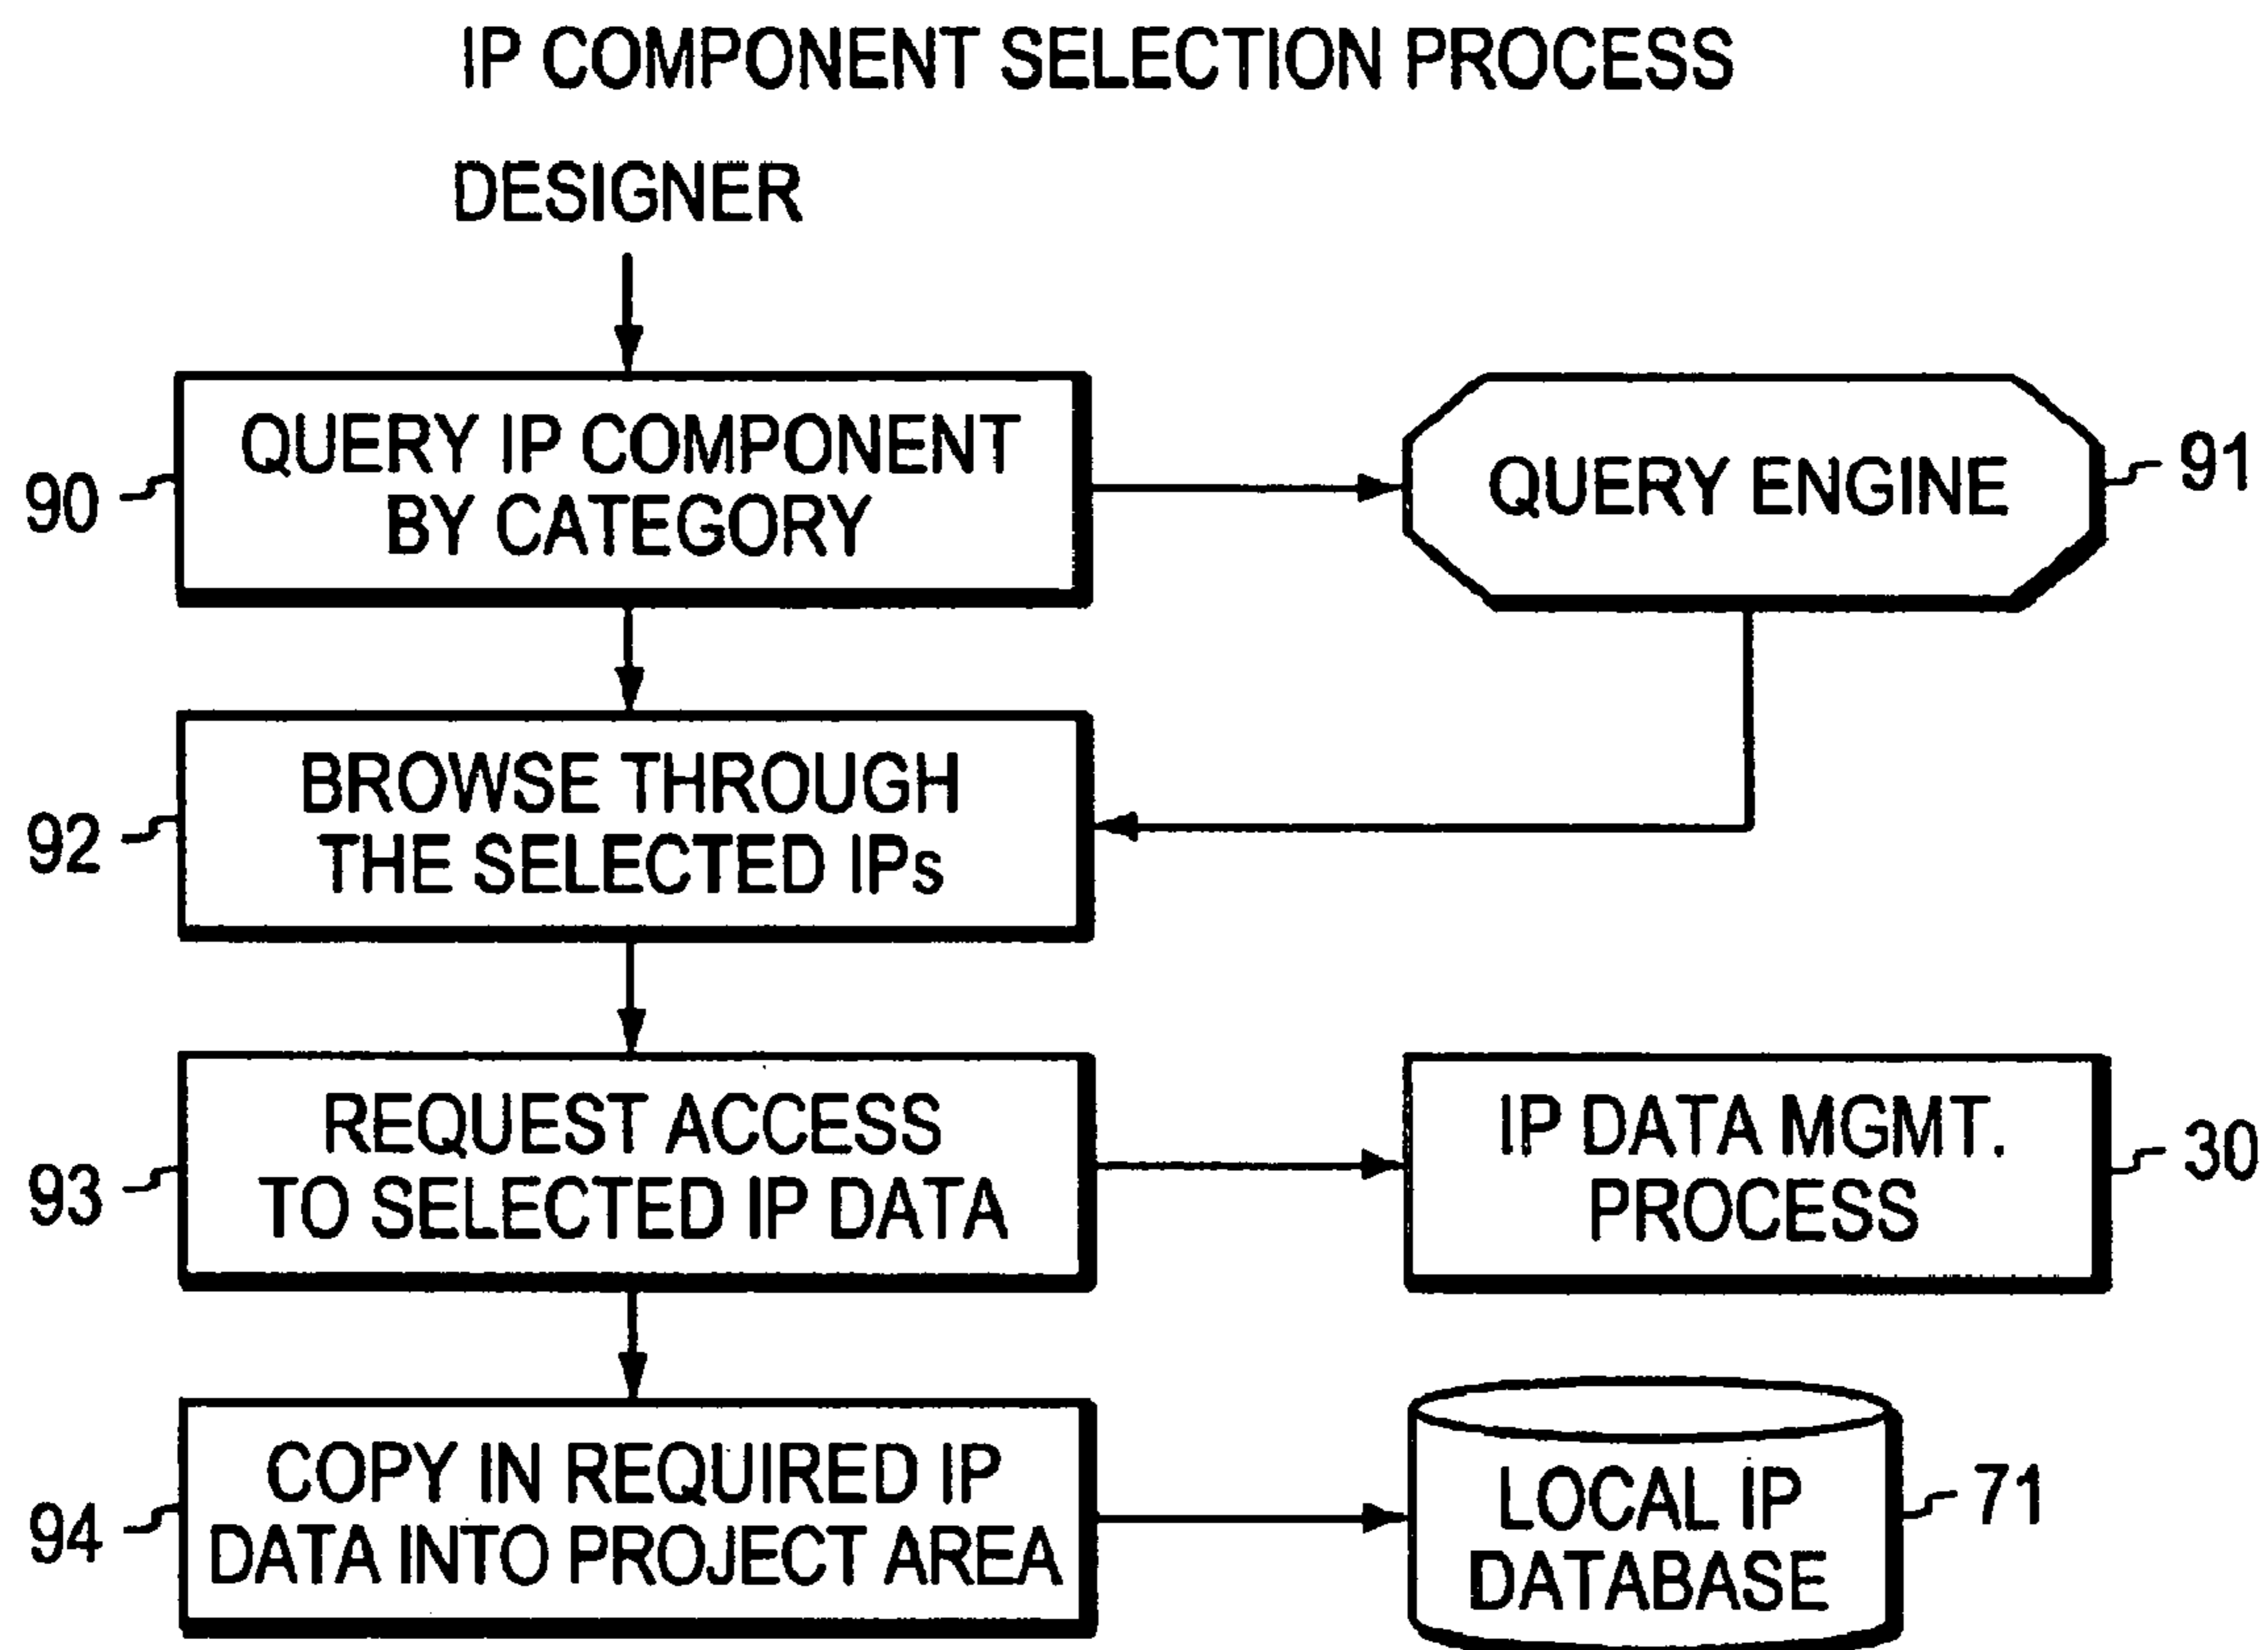 IP COMPONENT SELECTION PROCESS
DESIGNER
90
QUERY IP COMPONENT
BY CATEGORY
QUERY ENGINE
91
92
BROWSE THROUGH
THE SELECTED IPs
93
REQUEST ACCESS
TO SELECTED IP DATA
IP DATA MGMT.
PROCESS
30
94
COPY IN REQUIRED IP
DATA INTO PROJECT AREA
LOCAL IP
DATABASE
71